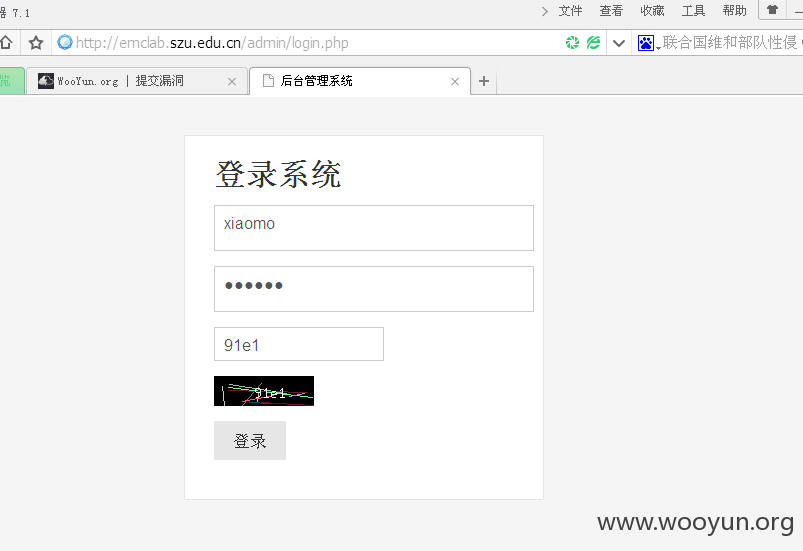 器 7.1
文件 查看 收藏 工具 帮助
http://emclab.szu.edu.cn/admin/login.php
联合国维和部队性侵
WooYun.org | 提交漏洞
后台管理系统
登录系统
xiaomo
91e1
91e1
登录
www.wooyun.org